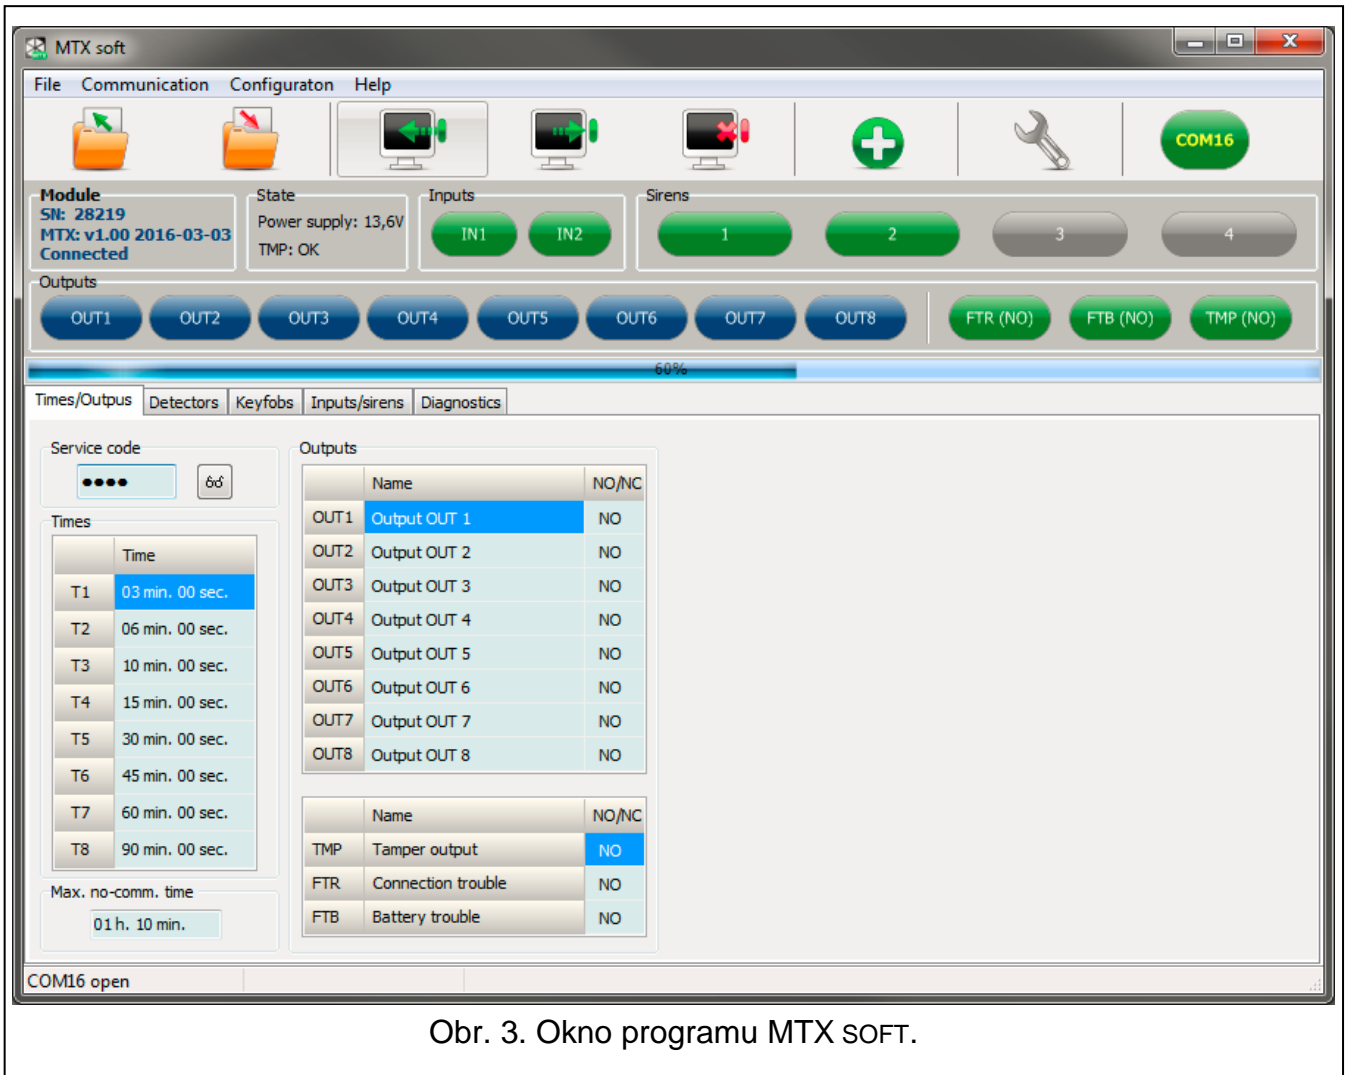 MTX soft
File Communication Configuraton Help
COM16
Module
SN: 28219
MTX: v1.00 2016-03-03
Connected
State
Power supply: 13,6V
TMP: OK
Inputs
IN1 IN2
Sirens
1 2 3 4
Outputs
OUT1 OUT2 OUT3 OUT4 OUT5 OUT6 OUT7 OUT8 FTR (NO) FTB (NO) TMP (NO)
60%
Times/Outpus Detectors Keyfobs Inputs/sirens Diagnostics
Service code
Times
Time
T1 03 min. 00 sec.
T2 06 min. 00 sec.
T3 10 min. 00 sec.
T4 15 min. 00 sec.
T5 30 min. 00 sec.
T6 45 min. 00 sec.
T7 60 min. 00 sec.
T8 90 min. 00 sec.
Max. no-comm. time
01 h. 10 min.
Outputs
Name NO/NC
OUT1 Output OUT 1 NO
OUT2 Output OUT 2 NO
OUT3 Output OUT 3 NO
OUT4 Output OUT 4 NO
OUT5 Output OUT 5 NO
OUT6 Output OUT 6 NO
OUT7 Output OUT 7 NO
OUT8 Output OUT 8 NO
Name NO/NC
TMP Tamper output NO
FTR Connection trouble NO
FTB Battery trouble NO
COM16 open
Obr. 3. Okno programu MTX SOFT.